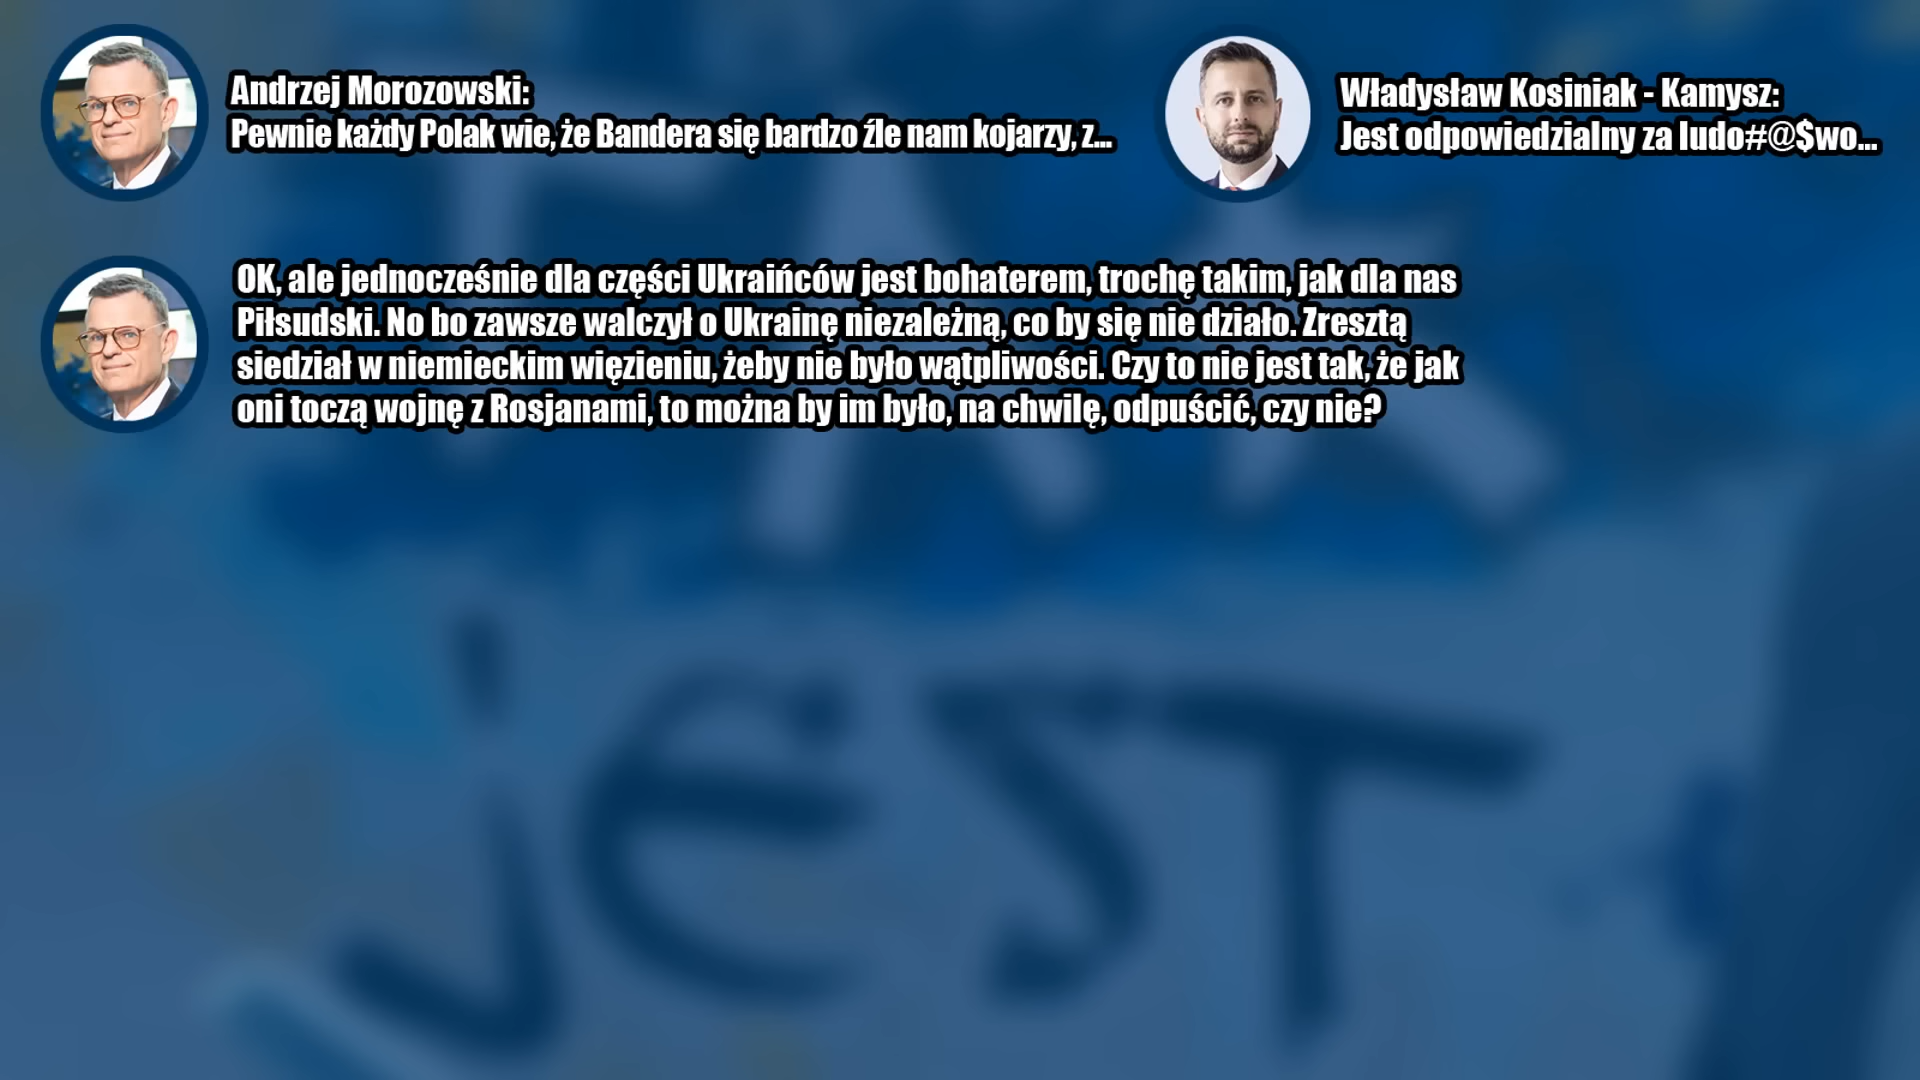 Andrzej Morozowski:
Pewnie każdy Polak wie, że Bandera się bardzo źle nam kojarzy, z...
Władysław Kosiniak - Kamysz:
Jest odpowiedzialny za ludo#@$wo...
OK, ale jednocześnie dla części Ukraińców jest bohaterem, trochę takim, jak dla nas
Piłsudski. No bo zawsze walczył o Ukrainę niezależną, co by się nie działo. Zresztą
siedział w niemieckim więzieniu, żeby nie było wątpliwości. Czy to nie jest tak, że jak
oni toczą wojnę z Rosjanami, to można by im było, na chwilę, odpuścić, czy nie?
TAK
jEST